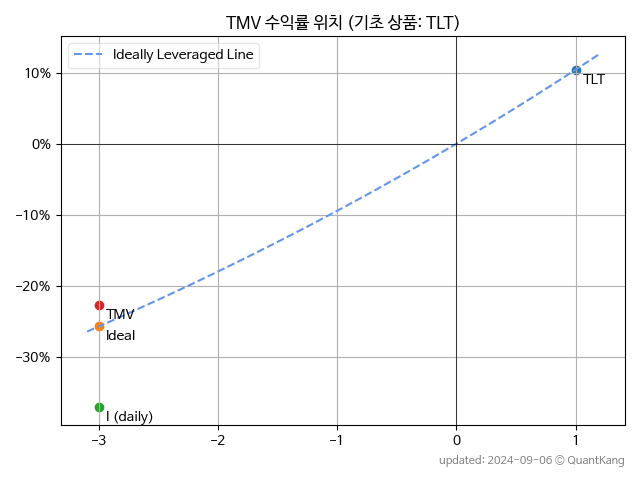 TMV 수익률 위치 (기초 상품: TLT)
Ideally Leveraged Line
10%
0%
−10%
−20%
−30%
TLT
TMV
Ideal
I (daily)
−3 −2 −1 0 1
updated: 2024-09-06 © QuantKang